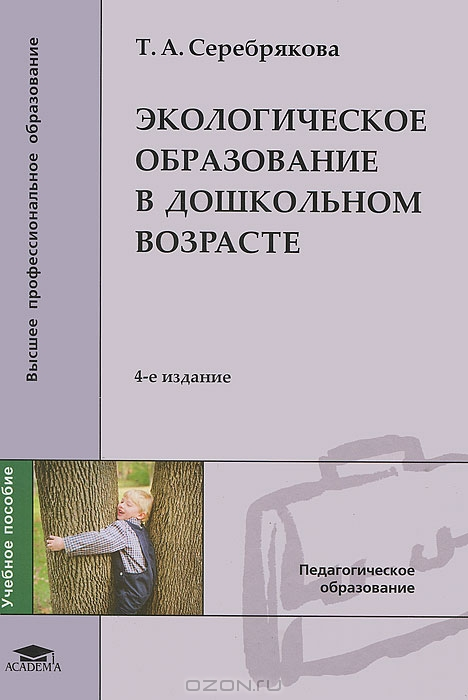 Т. А. Серебрякова
ЭКОЛОГИЧЕСКОЕ
ОБРАЗОВАНИЕ
В ДОШКОЛЬНОМ
ВОЗРАСТЕ
4-е издание
Высшее профессиональное образование
Учебное пособие
Педагогическое
образование
ACADEMA
OZON.RU